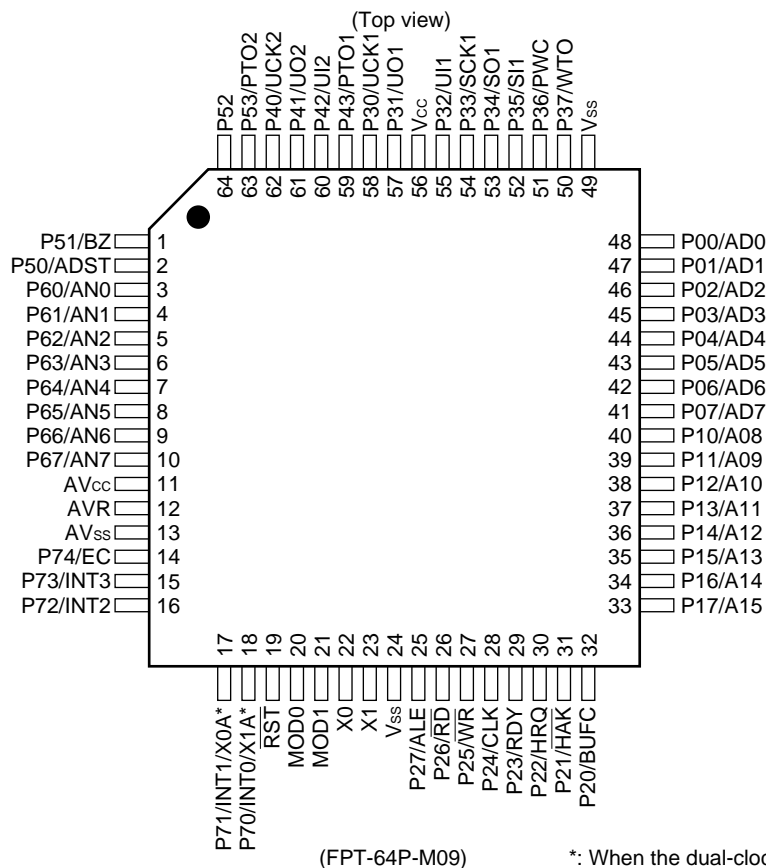 (Top view)
P52
P53/PTO2
P40/UCK2
P41/UO2
P42/UI2
P43/PTO1
P30/UCK1
P31/UO1
Vcc
P32/UI1
P33/SCK1
P34/SO1
P35/SI1
P36/PWC
P37/WTO
Vss
64
63
62
61
60
59
58
57
56
55
54
53
52
51
50
49
P51/BZ 1
P50/ADST 2
P60/AN0 3
P61/AN1 4
P62/AN2 5
P63/AN3 6
P64/AN4 7
P65/AN5 8
P66/AN6 9
P67/AN7 10
AVcc 11
AVR 12
AVss 13
P74/EC 14
P73/INT3 15
P72/INT2 16
48 P00/AD0
47 P01/AD1
46 P02/AD2
45 P03/AD3
44 P04/AD4
43 P05/AD5
42 P06/AD6
41 P07/AD7
40 P10/A08
39 P11/A09
38 P12/A10
37 P13/A11
36 P14/A12
35 P15/A13
34 P16/A14
33 P17/A15
17
18
19
20
21
22
23
24
25
26
27
28
29
30
31
32
P71/INT1/X0A*
P70/INT0/X1A*
RST
MOD0
MOD1
X0
X1
Vss
P27/ALE
P26/RD
P25/WR
P24/CLK
P23/RDY
P22/HRQ
P21/HAK
P20/BUFC
(FPT-64P-M09)
*: When the dual-cloc